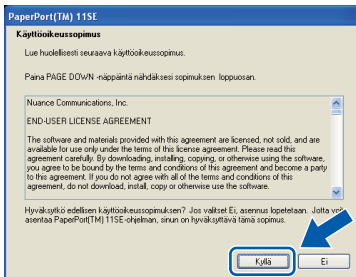 PaperPort(TM) 11SE
Käyttöoikeussopimus
Lue huolellisesti seuraava käyttöoikeussopimus.
Paina PAGE DOWN -näppäintä nähdäksesi sopimuksen loppuosan.
Nuance Communications, Inc.
END-USER LICENSE AGREEMENT
The software and materials provided with this agreement are licensed, not sold, and are
available for use only under the terms of this license agreement. Please read this
agreement carefully. By downloading, installing, copying, or otherwise using the software,
you agree to be bound by the terms and conditions of this agreement and become a party
to this agreement. If you do not agree with all of the terms and conditions of this
agreement, do not download, install, copy or otherwise use the software.
Hyväksytkö edellisen käyttöoikeussopimuksen? Jos valitset Ei, asennus lopetetaan. Jotta
asentaa PaperPort(TM) 11SE-ohjelman, sinun on hyväksyttävä tämä sopimus.
Kyllä
Ei